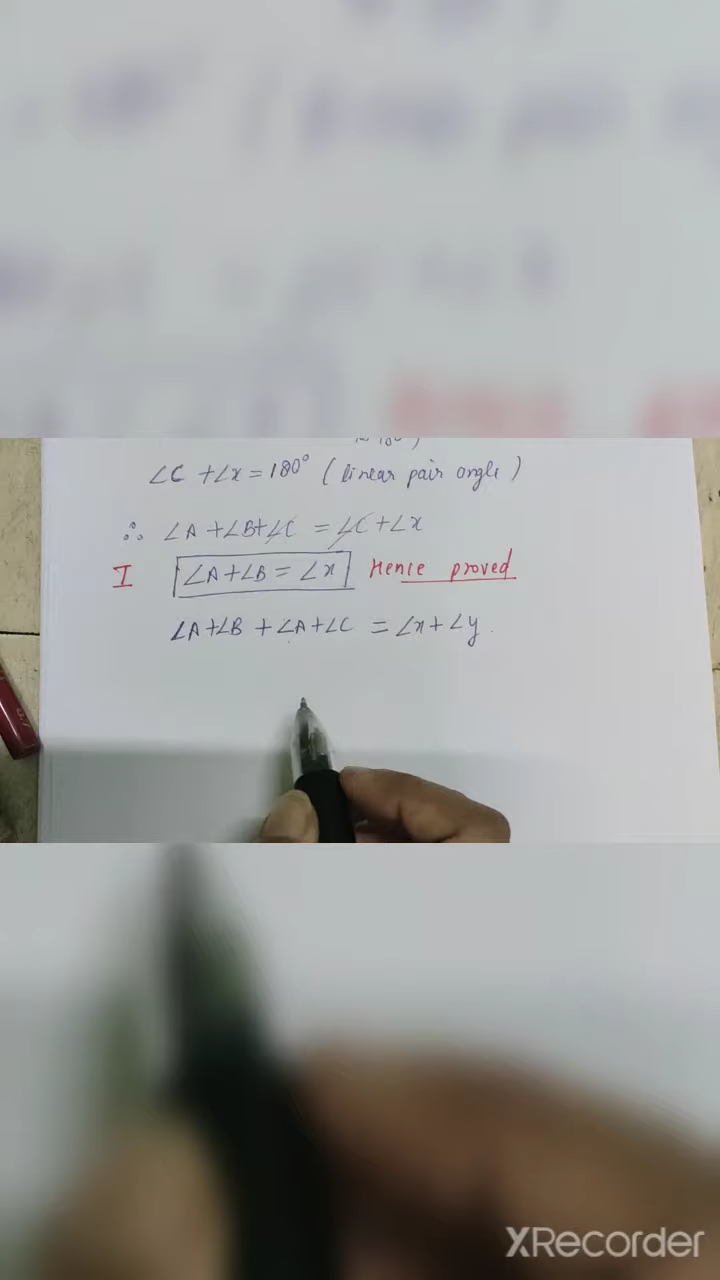 ∠C + ∠x = 180° (linear pair angle)
∴ ∠A + ∠B + ∠C = ∠C + ∠x
I ∠A + ∠B = ∠x Hence proved
∠A + ∠B + ∠A + ∠C = ∠x + ∠y.
XRecorder